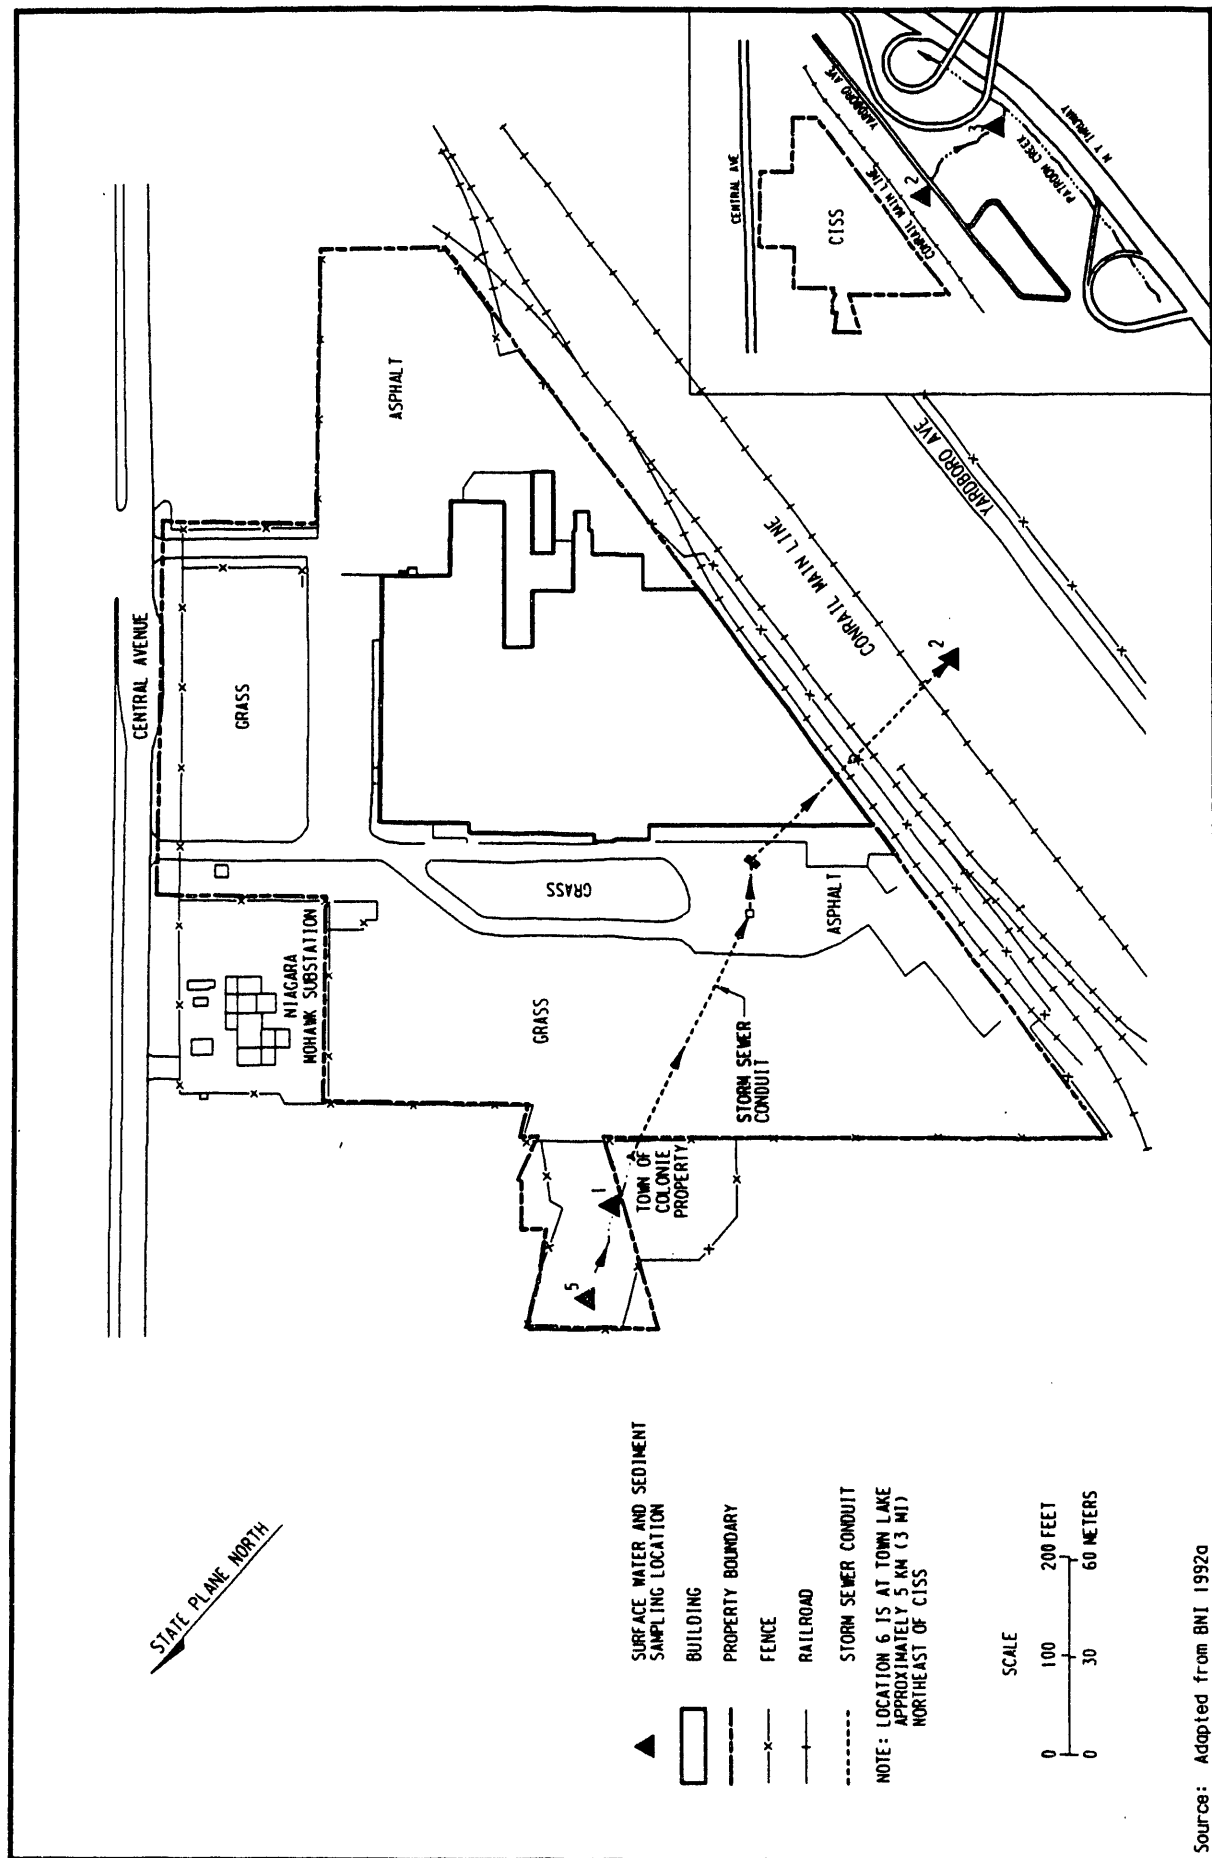 STATE PLANE NORTH
CENTRAL AVENUE
GRASS
NIAGARA
MOHAWK SUBSTATION
GRASS
GRASS
ASPHALT
ASPHALT
STORM SEWER
CONDUIT
TOWN OF
COLONIE
PROPERTY
5
1
2
CONRAIL MAIN LINE
YARDBORO AVE
CENTRAL AVE
CISS
CONRAIL MAIN LINE
YARDBORO AVE
2
3
PATROON CREEK
N Y THRUWAY
SURFACE WATER AND SEDIMENT
SAMPLING LOCATION
BUILDING
PROPERTY BOUNDARY
FENCE
RAILROAD
STORM SEWER CONDUIT
NOTE: LOCATION 6 IS AT TOWN LAKE
APPROXIMATELY 5 KM (3 MI)
NORTHEAST OF CISS
SCALE
0 100 200 FEET
0 30 60 METERS
Source: Adapted from BNI 1992a